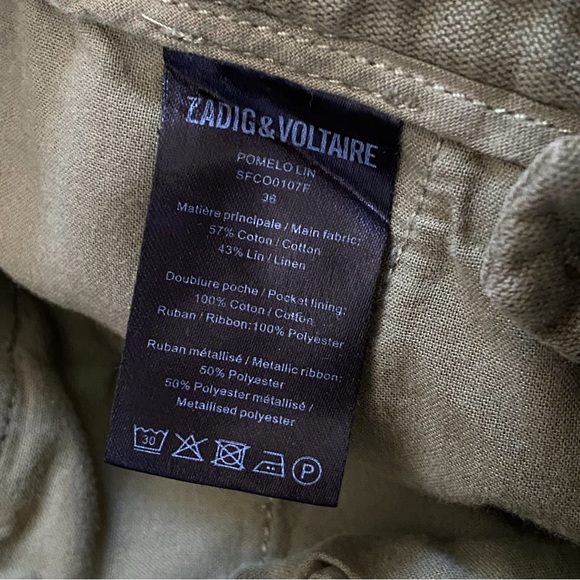 ZADIG&VOLTAIRE
POMELO LIN
SFCO0107F
36
Matière principale / Main fabric:
57% Coton / Cotton
43% Lin / Linen
Doublure poche / Pocket lining:
100% Coton / Cotton
Ruban / Ribbon:100% Polyester
Ruban métallisé / Metallic ribbon:
50% Polyester
50% Polyester métallisé /
Metailised polyester
30
P